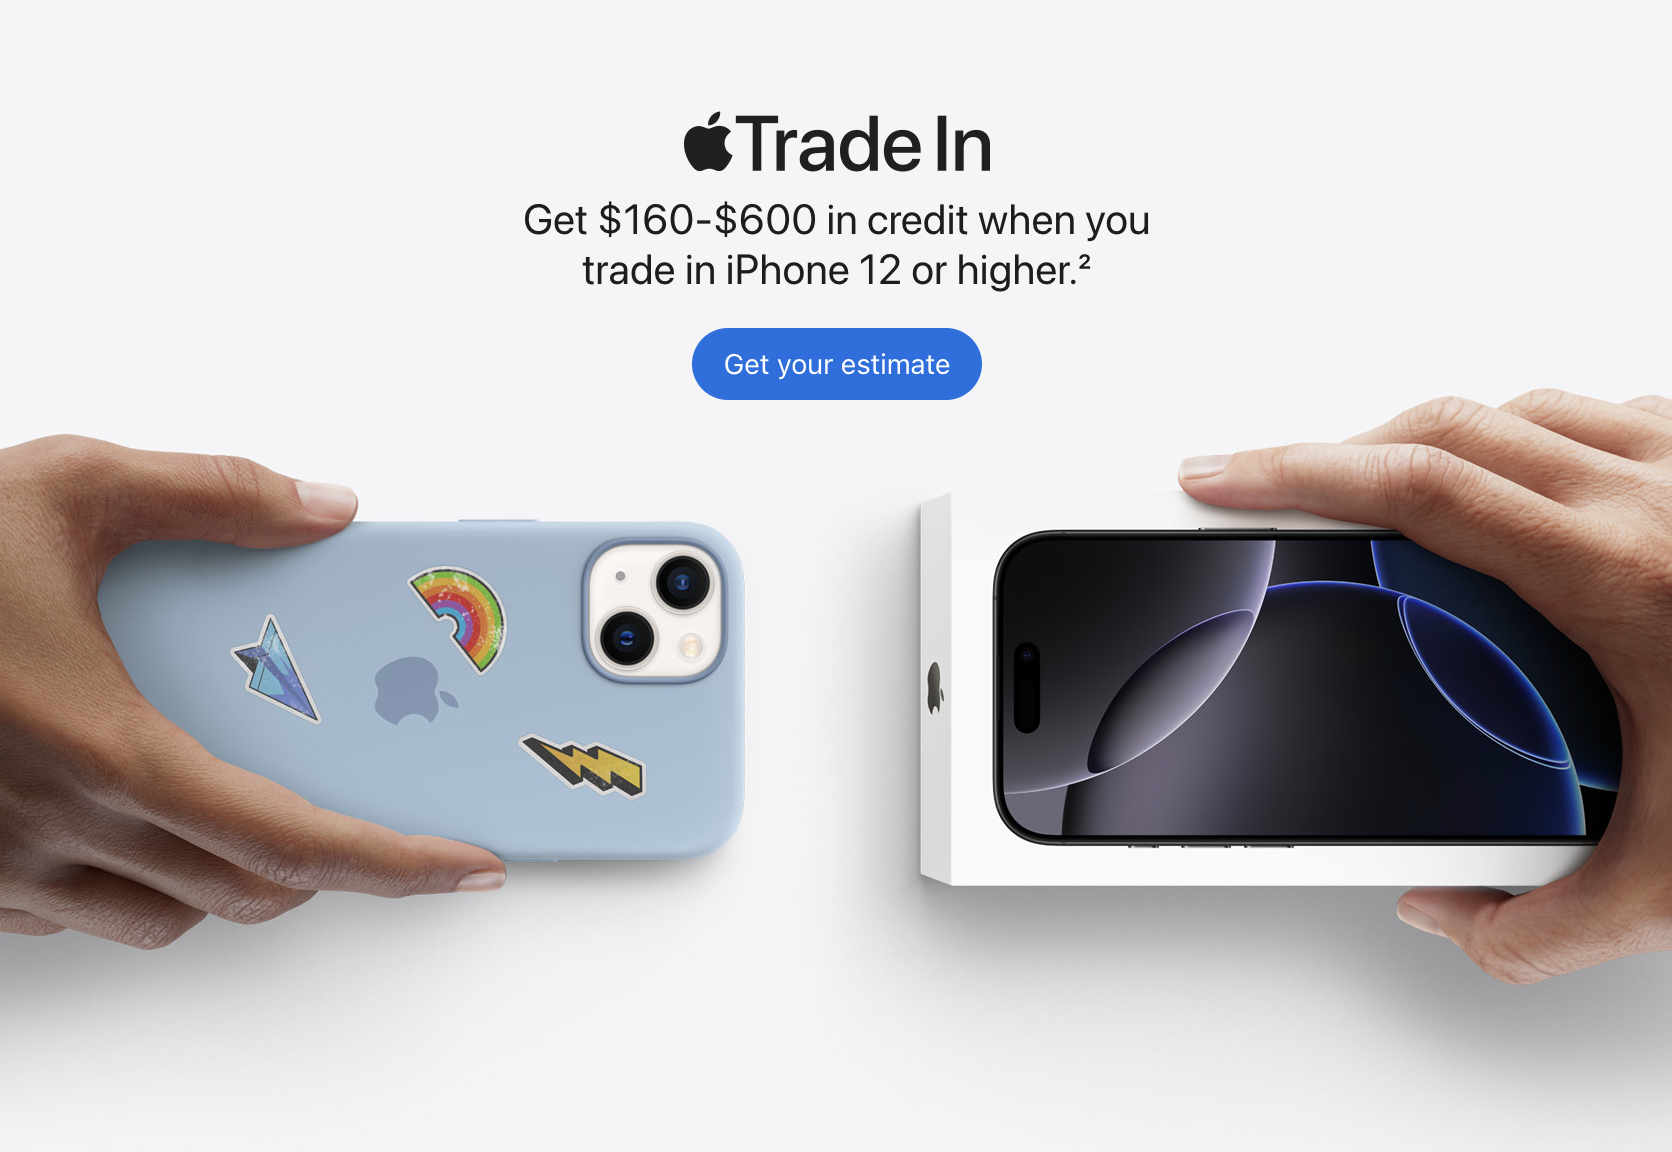 Trade In
Get $160-$600 in credit when you
trade in iPhone 12 or higher.²
Get your estimate